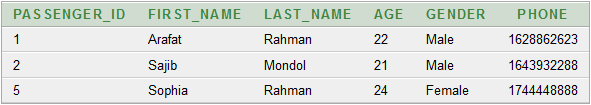 PASSENGER_ID FIRST_NAME LAST_NAME AGE GENDER PHONE
1 Arafat Rahman 22 Male 1628862623
2 Sajib Mondol 21 Male 1643932288
5 Sophia Rahman 24 Female 1744448888